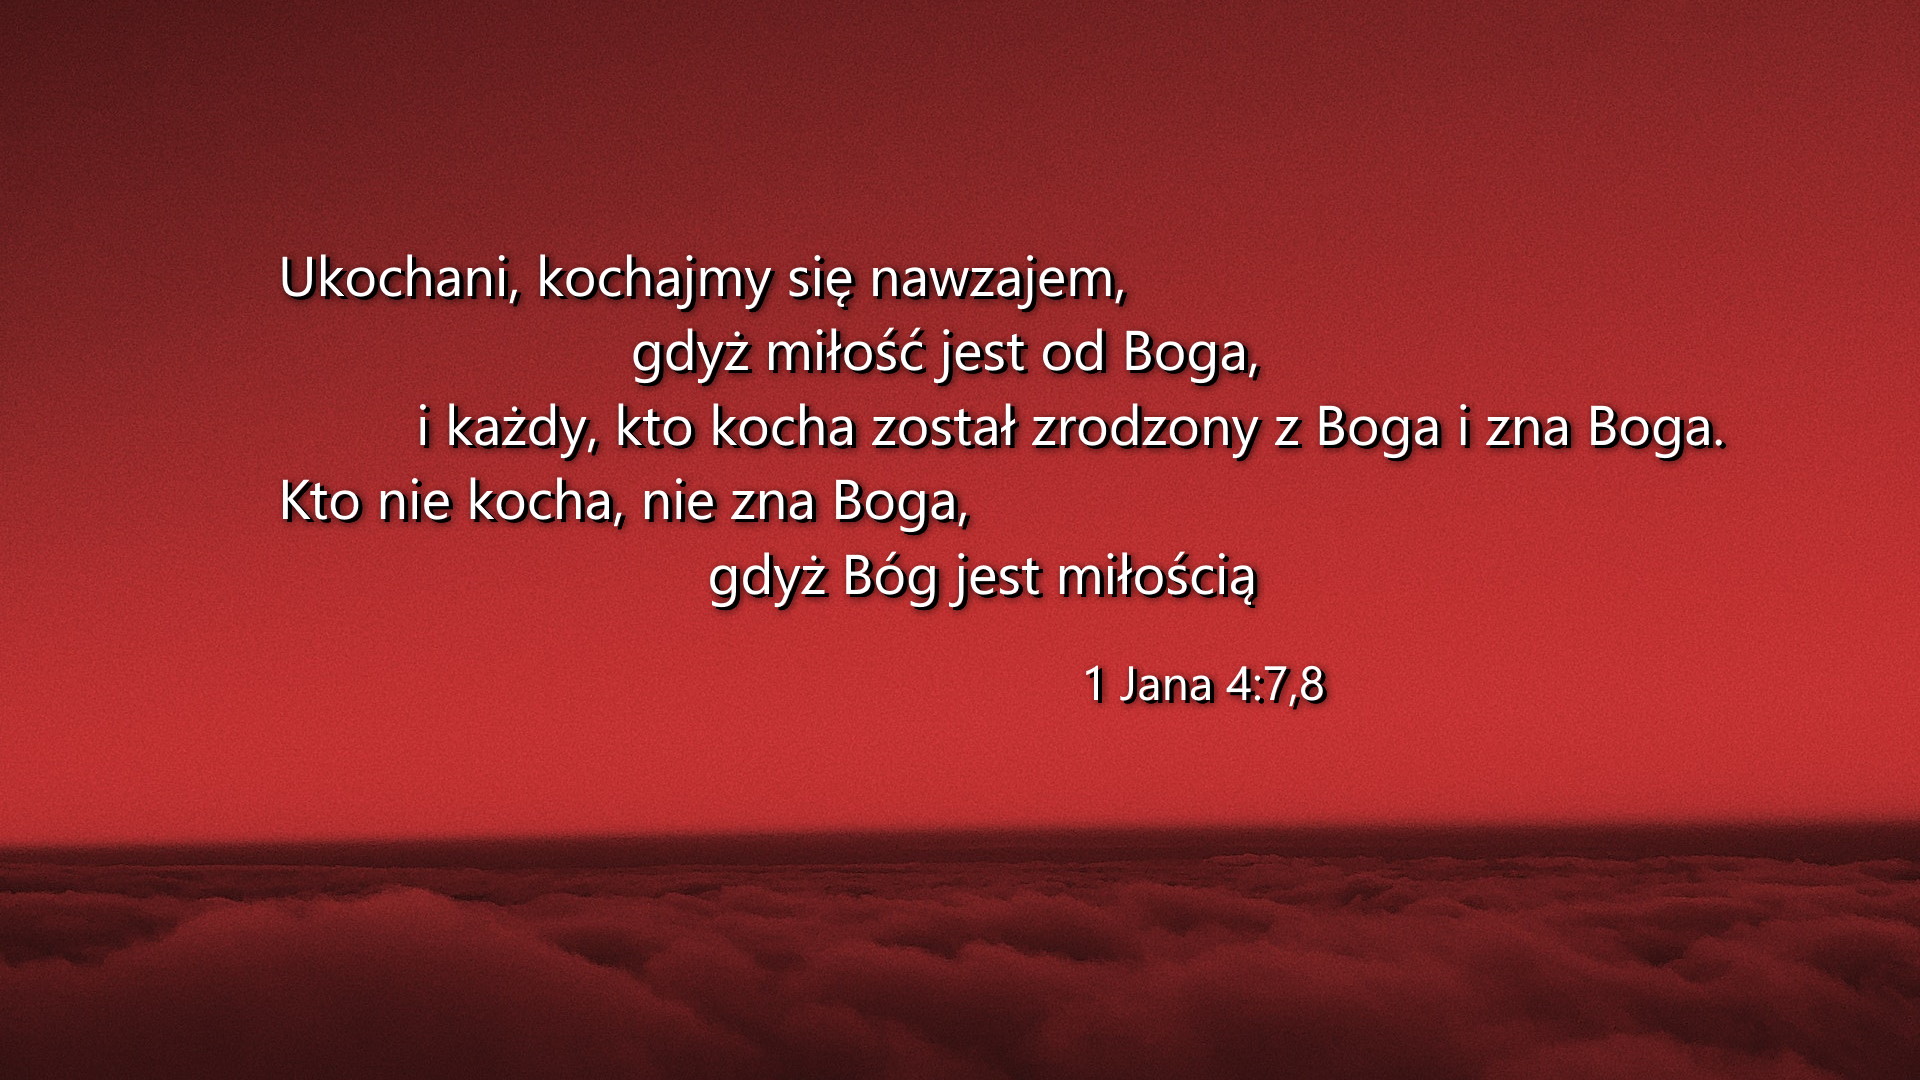 Ukochani, kochajmy się nawzajem,
gdyż miłość jest od Boga,
i każdy, kto kocha został zrodzony z Boga i zna Boga.
Kto nie kocha, nie zna Boga,
gdyż Bóg jest miłością
1 Jana 4:7,8